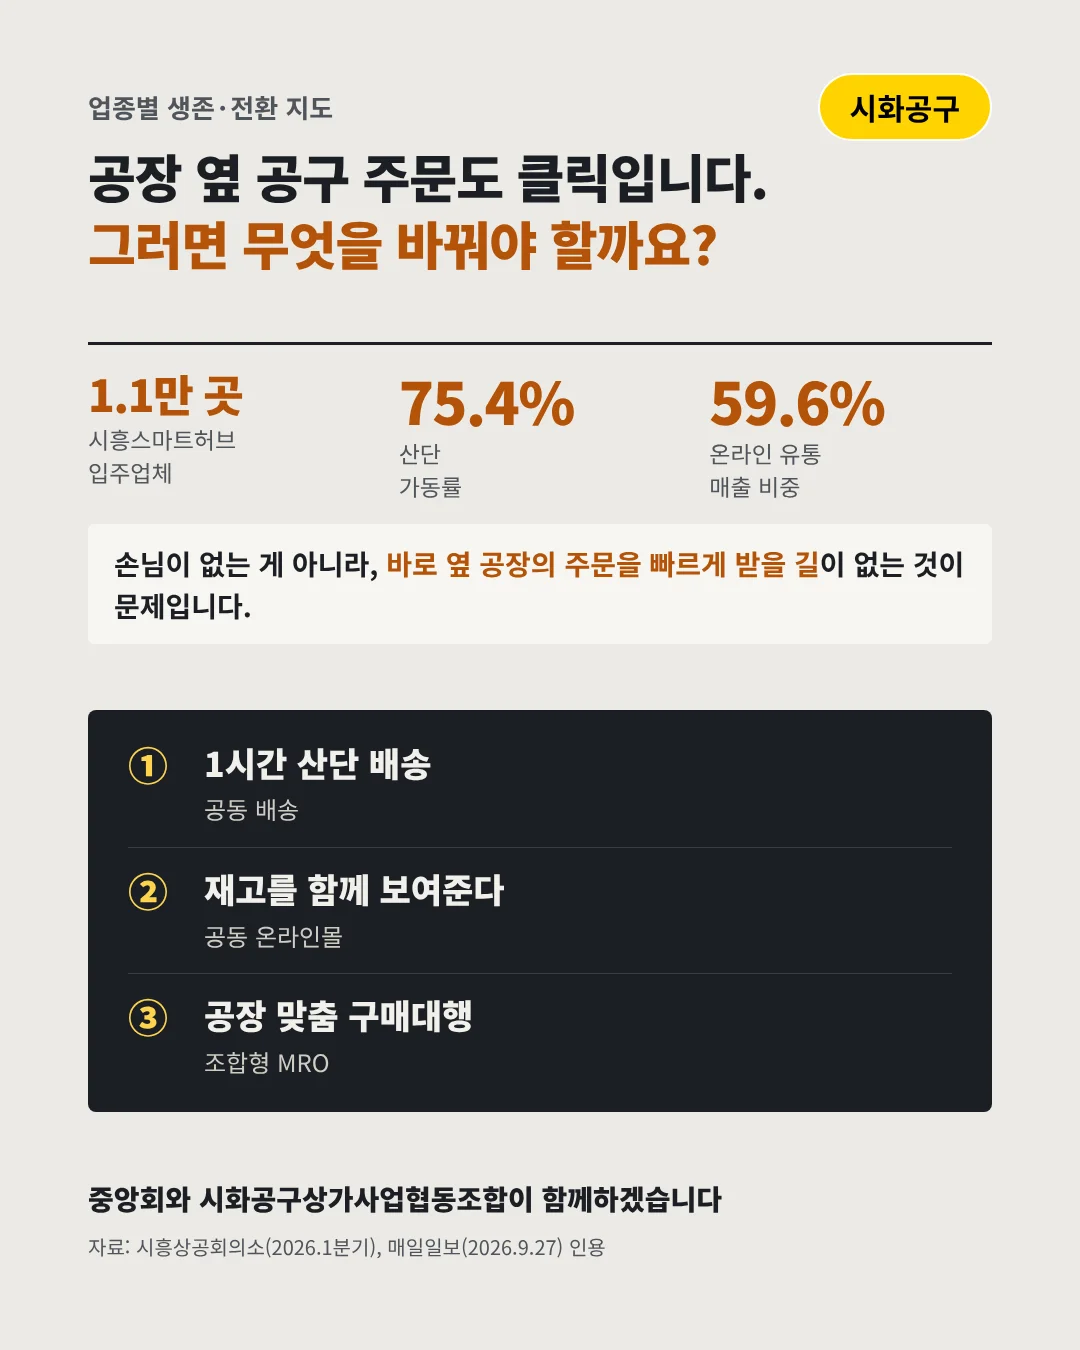 업종별 생존·전환 지도
시화공구
공장 옆 공구 주문도 클릭입니다.
그러면 무엇을 바꿔야 할까요?
1.1만 곳
시흥스마트허브
입주업체
75.4%
산단
가동률
59.6%
온라인 유통
매출 비중
손님이 없는 게 아니라, 바로 옆 공장의 주문을 빠르게 받을 길이 없는 것이
문제입니다.
① 1시간 산단 배송
공동 배송
② 재고를 함께 보여준다
공동 온라인몰
③ 공장 맞춤 구매대행
조합형 MRO
중앙회와 시화공구상가사업협동조합이 함께하겠습니다
자료: 시흥상공회의소(2026.1분기), 매일일보(2026.9.27) 인용